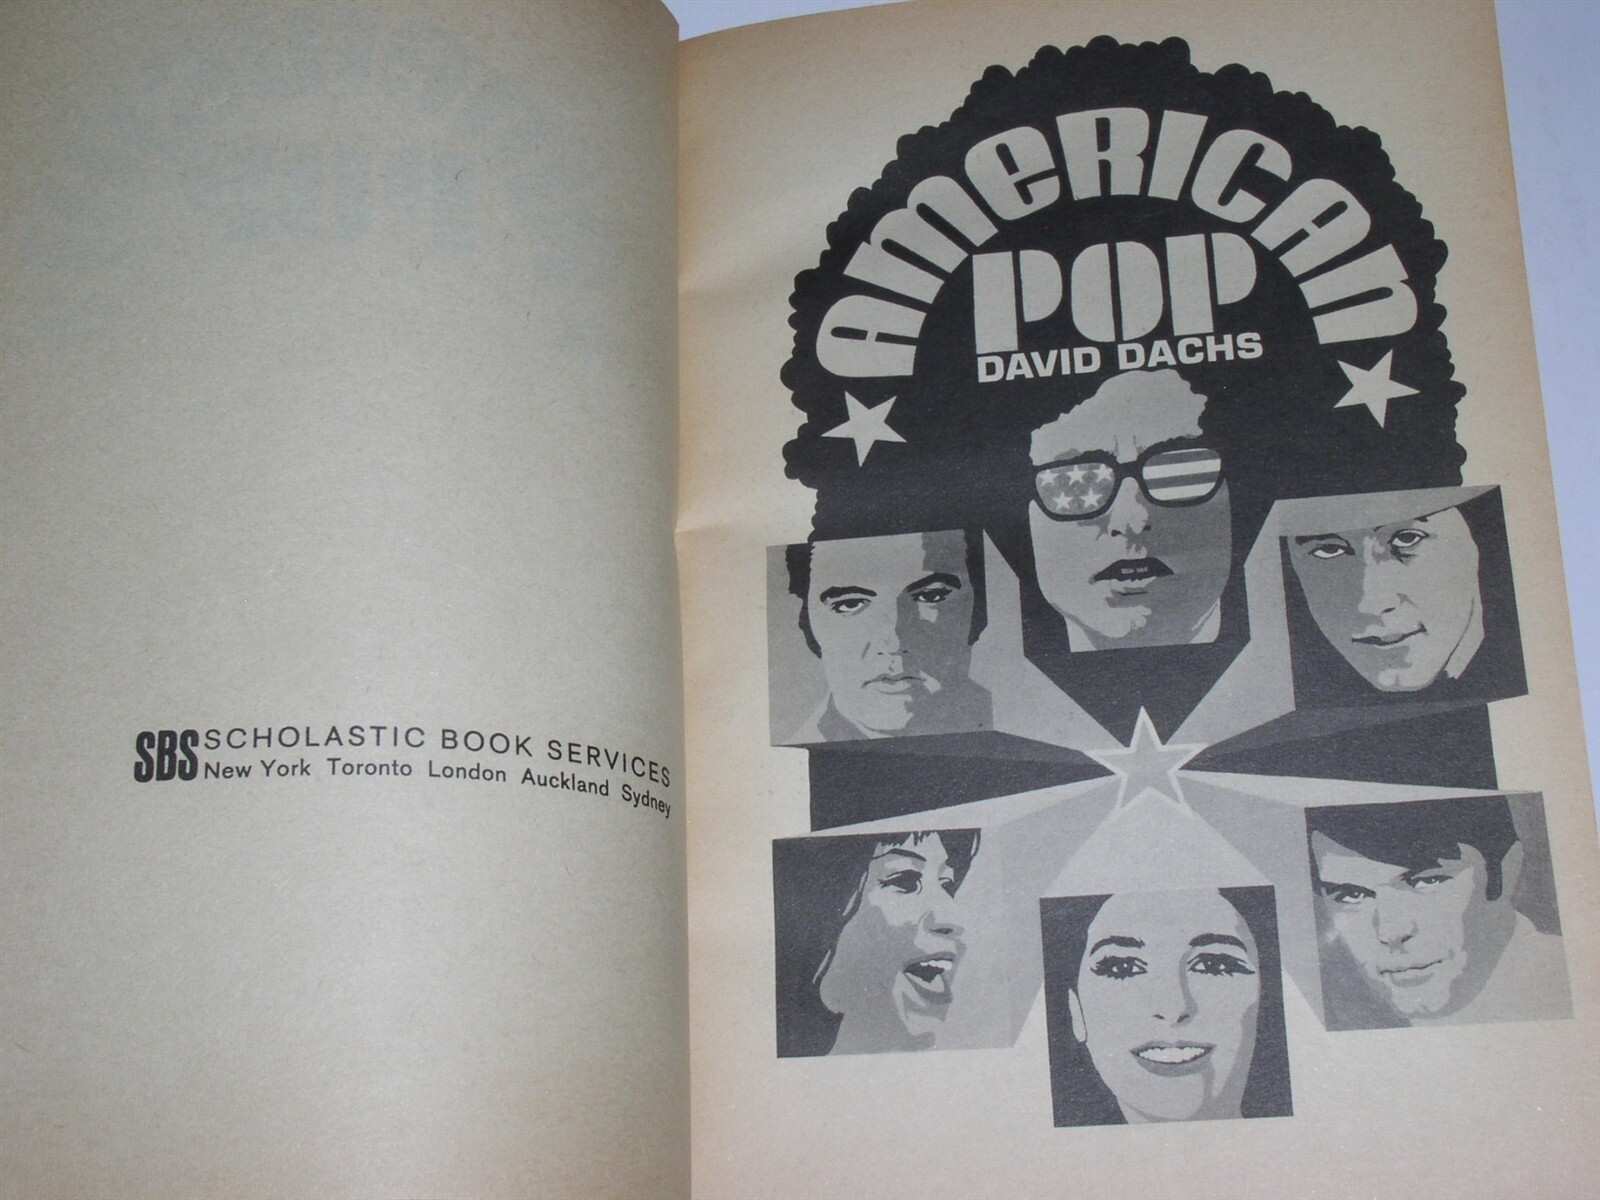 SBS SCHOLASTIC BOOK SERVICES
New York Toronto London Auckland Sydney
AmeRICAn
POP
DAVID DACHS